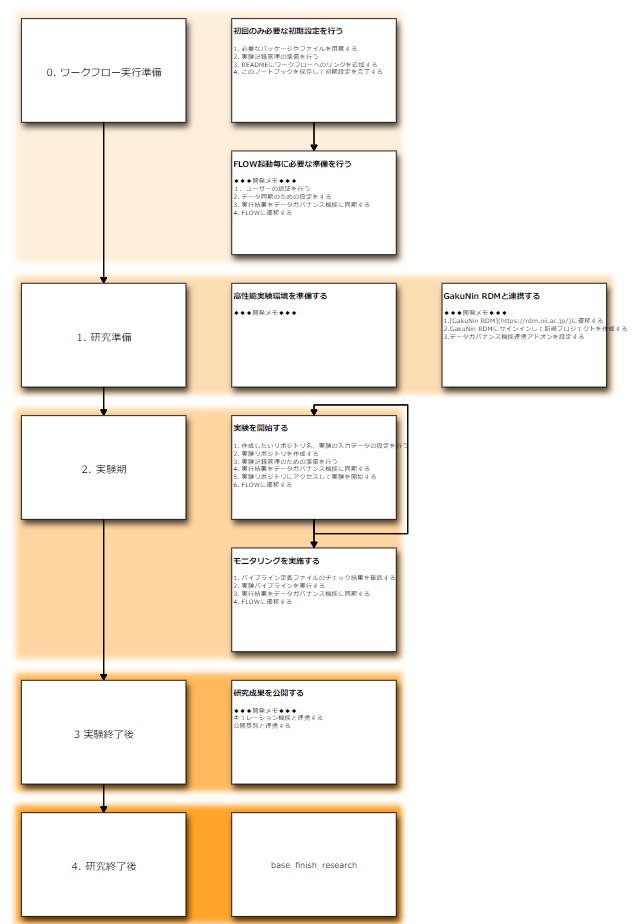 0. ワークフロー実行準備
初回のみ必要な初期設定を行う
1. 必要なパッケージやファイルを用意する
2. 実験記録管理の準備を行う
3. READMEにワークフローへのリンクを追加する
4. このノートブックを保存して初期設定を完了する
FLOW起動毎に必要な準備を行う
◆◆◆開発メモ◆◆◆
1. ユーザーの認証を行う
2. データ同期のための設定をする
3. 実行結果をデータガバナンス機能に同期する
4. FLOWに遷移する
1. 研究準備
高性能実験環境を準備する
◆◆◆開発メモ◆◆◆
GakuNin RDMと連携する
◆◆◆開発メモ◆◆◆
1.[GakuNin RDM](https://rdm.nii.ac.jp/)に遷移する
2.GakuNin RDMにサインインして新規プロジェクトを作成する
3.データガバナンス機能連携アドオンを設定する
2. 実験期
実験を開始する
1. 作成したいリポジトリ名、実験の入力データの設定を行う
2. 実験リポジトリを作成する
3. 実験記録管理のための準備を行う
4. 実行結果をデータガバナンス機能に同期する
5. 実験リポジトリにアクセスして実験を開始する
6. FLOWに遷移する
モニタリングを実施する
1. パイプライン定義ファイルのチェック結果を確認する
2. 実験パイプラインを実行する
3. 実行結果をデータガバナンス機能に同期する
4. FLOWに遷移する
3 実験終了後
研究成果を公開する
◆◆◆開発メモ◆◆◆
キュレーション機能と連携する
公開基盤と連携する
4. 研究終了後
base_finish_research